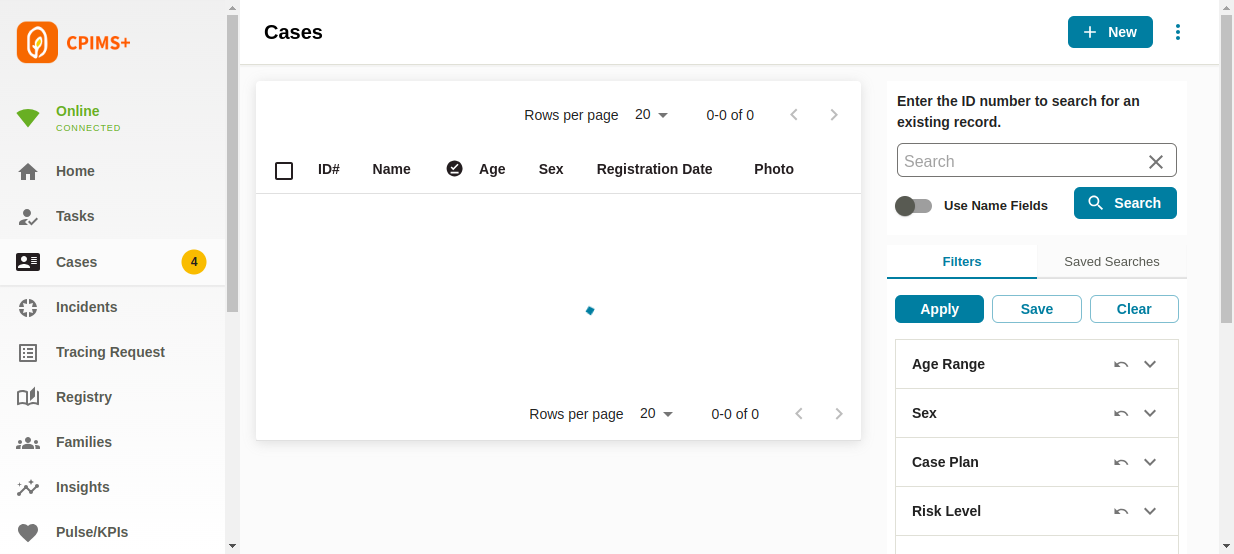 CPIMS+
Online
CONNECTED
Home
Tasks
Cases
4
Incidents
Tracing Request
Registry
Families
Insights
Pulse/KPIs
Cases
New
Rows per page 20 0-0 of 0
ID# Name Age Sex Registration Date Photo
Rows per page 20 0-0 of 0
Enter the ID number to search for an
existing record.
Search
Use Name Fields
Search
Filters Saved Searches
Apply Save Clear
Age Range
Sex
Case Plan
Risk Level